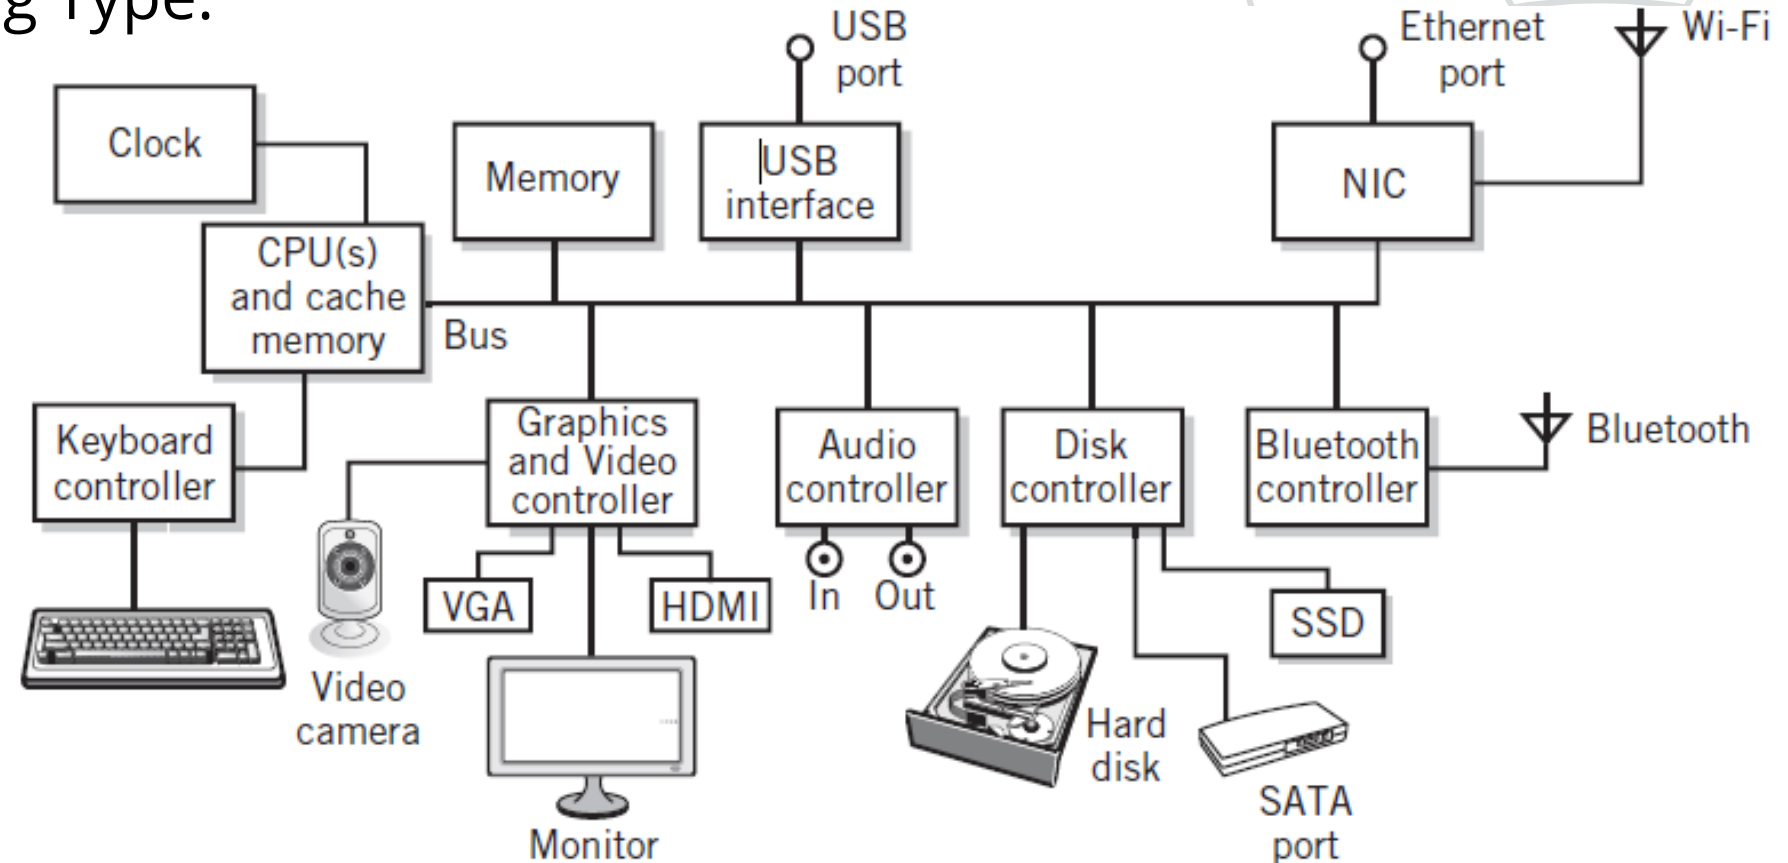 g Type:
USB
port
Ethernet
port
Wi-Fi
Clock
Memory
USB
interface
NIC
CPU(s)
and cache
memory
Bus
Keyboard
controller
Graphics
and Video
controller
Audio
controller
Disk
controller
Bluetooth
controller
Bluetooth
VGA
HDMI
In
Out
SSD
Video
camera
Hard
disk
SATA
port
Monitor